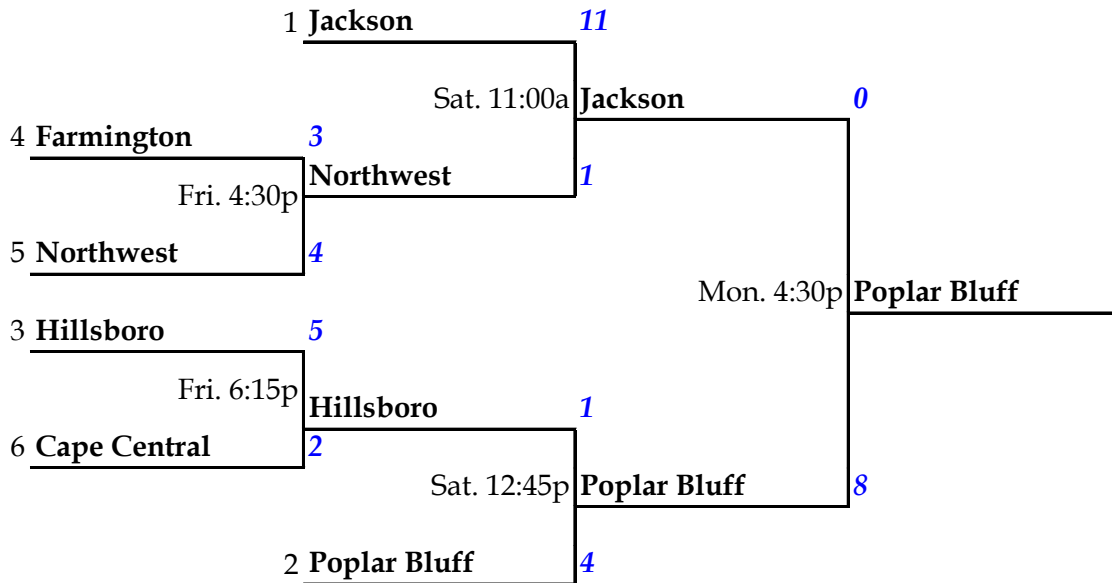 1 Jackson 11
Sat. 11:00a Jackson 0
4 Farmington 3
Northwest 1
Fri. 4:30p
5 Northwest 4
Mon. 4:30p Poplar Bluff
3 Hillsboro 5
Fri. 6:15p
Hillsboro 1
6 Cape Central 2
Sat. 12:45p Poplar Bluff 8
2 Poplar Bluff 4